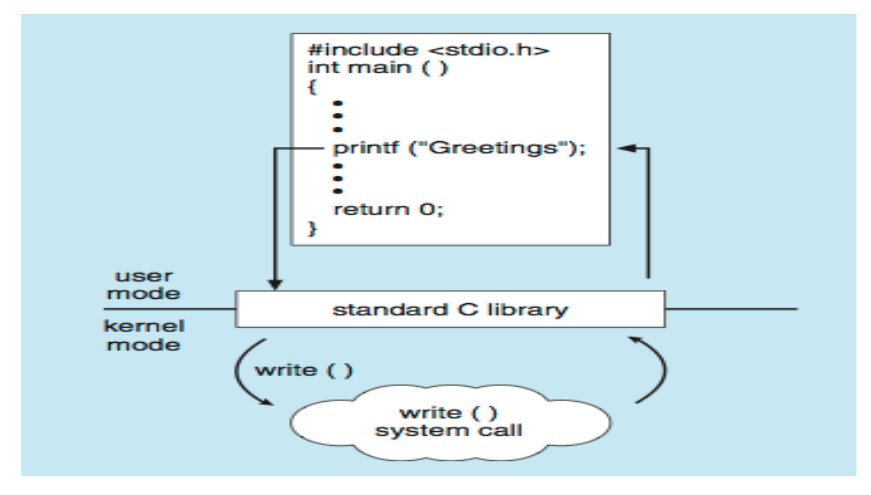 #include <stdio.h>
int main ( )
{
•
•
•
printf ("Greetings");
•
•
•
return 0;
}
user
mode
standard C library
kernel
mode
write ( )
write ( )
system call